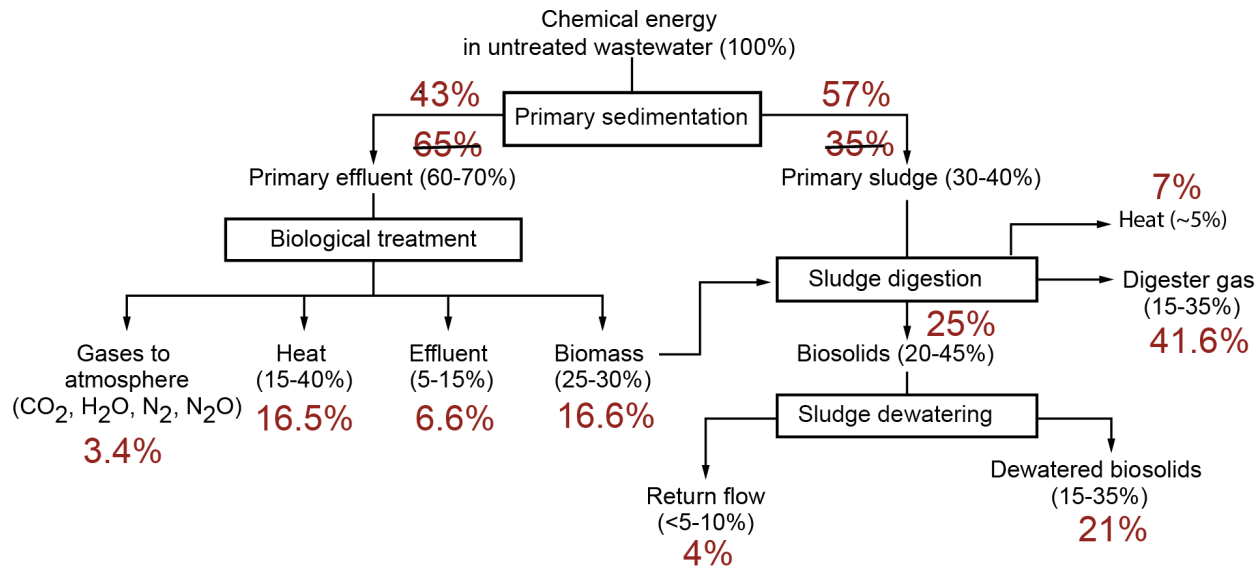 Chemical energy
in untreated wastewater (100%)
43%
57%
Primary sedimentation
65%
35%
Primary effluent (60-70%)
Primary sludge (30-40%)
7%
Heat (~5%)
Biological treatment
Sludge digestion
Digester gas
(15-35%)
41.6%
25%
Biosolids (20-45%)
Gases to
atmosphere
(CO2, H2O, N2, N2O)
3.4%
Heat
(15-40%)
16.5%
Effluent
(5-15%)
6.6%
Biomass
(25-30%)
16.6%
Sludge dewatering
Return flow
(<5-10%)
4%
Dewatered biosolids
(15-35%)
21%